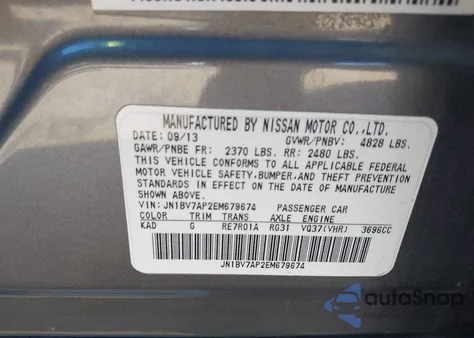 MANUFACTURED BY NISSAN MOTOR CO.,LTD.
DATE: 09/13 GVWR/PNBV: 4828 LBS.
GAWR/PNBE FR: 2370 LBS. RR: 2480 LBS.
THIS VEHICLE CONFORMS TO ALL APPLICABLE FEDERAL
MOTOR VEHICLE SAFETY,BUMPER,AND THEFT PREVENTION
STANDARDS IN EFFECT ON THE DATE OF MANUFACTURE
SHOWN ABOVE.
VIN: JN1BV7AP2EM679674 PASSENGER CAR
COLOR TRIM TRANS AXLE ENGINE
KAD G RE7R01A RG31 VQ37(VHR) 3696CC
JN1BV7AP2EM679674
autoSnap